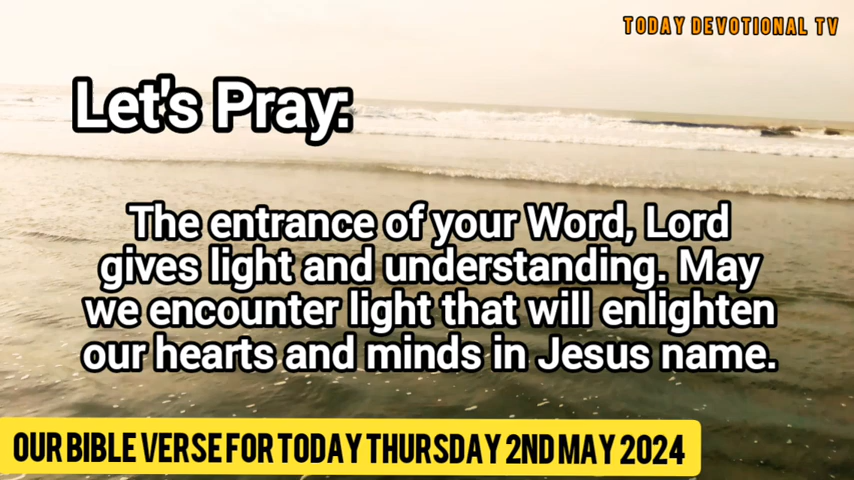 TODAY DEVOTIONAL TV
Let's Pray:
The entrance of your Word, Lord
gives light and understanding. May
we encounter light that will enlighten
our hearts and minds in Jesus name.
OUR BIBLE VERSE FOR TODAY THURSDAY 2ND MAY 2024